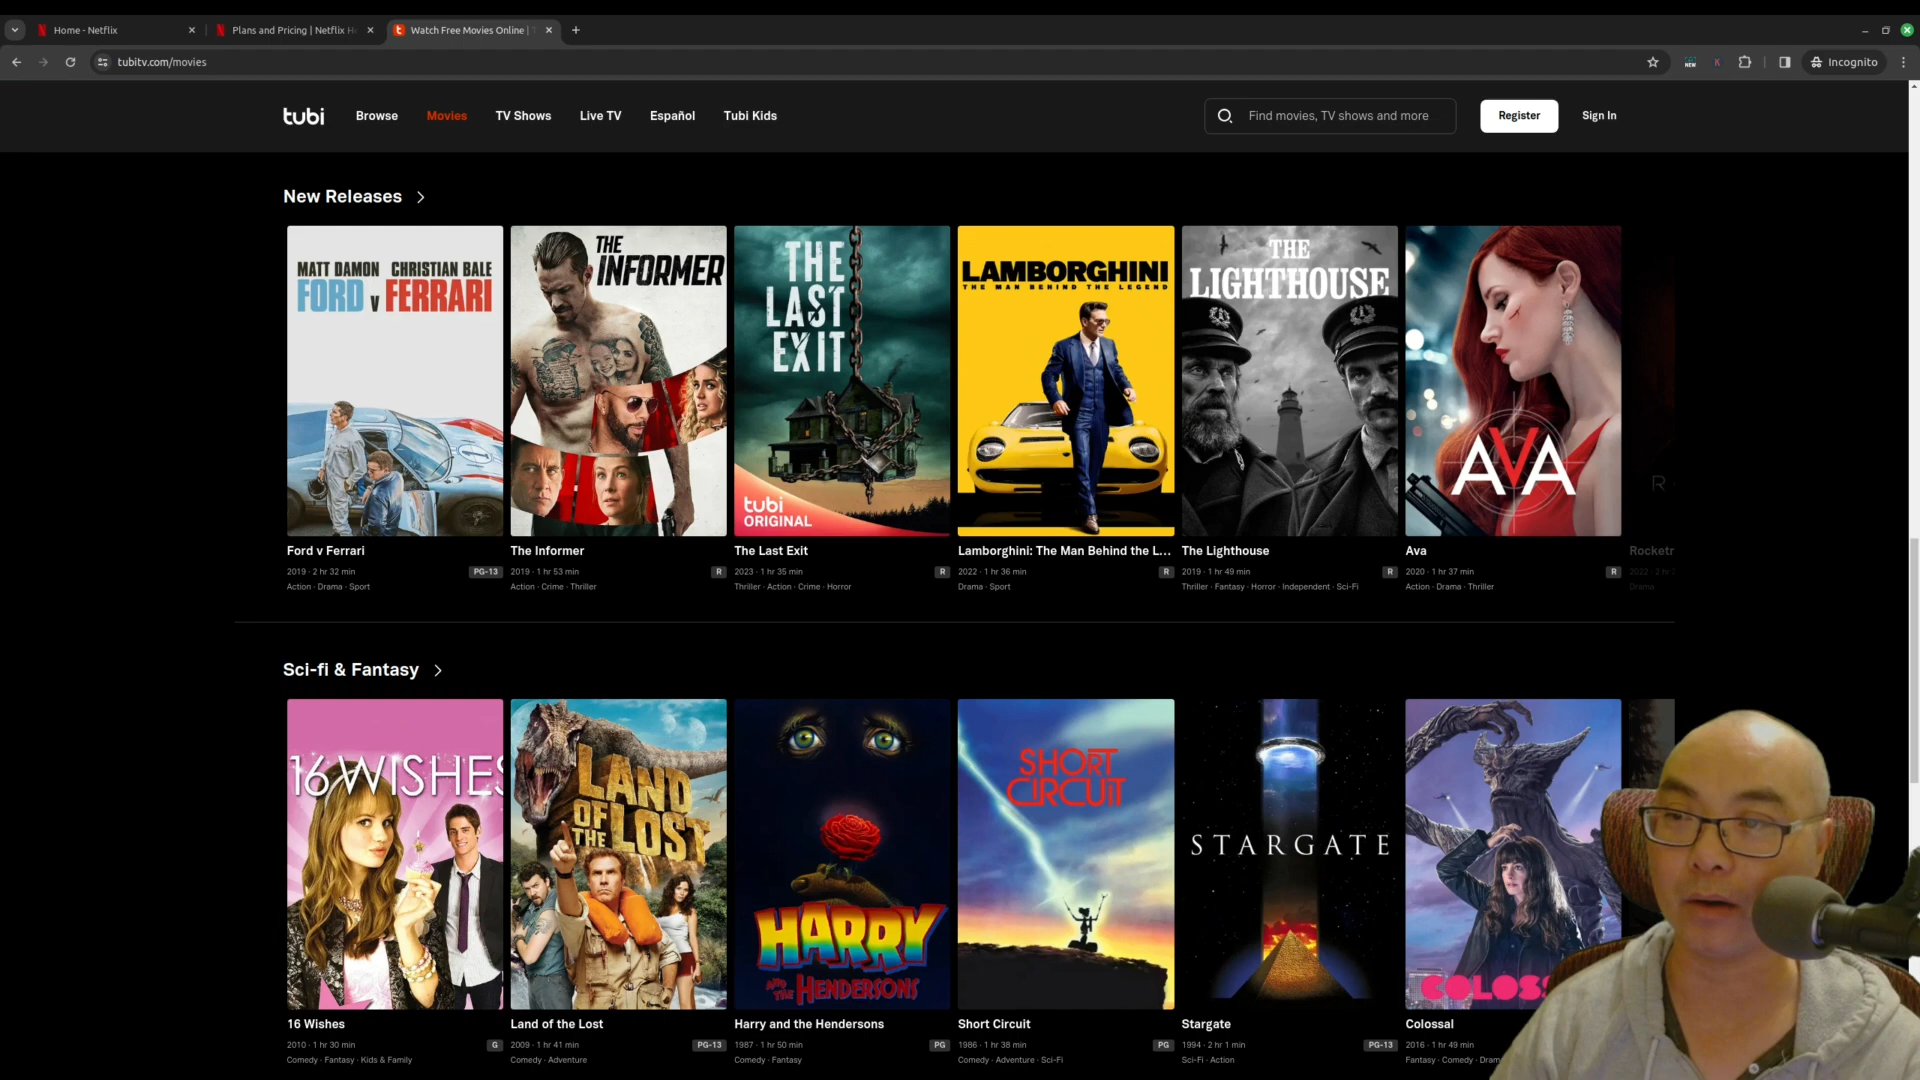 Home - Netflix
Plans and Pricing | Netflix H
Watch Free Movies Online |
tubitv.com/movies
NEW
K
Incognito
tubi
Browse
Movies
TV Shows
Live TV
Español
Tubi Kids
Find movies, TV shows and more
Register
Sign In
New Releases
MATT DAMON CHRISTIAN BALE
FORD v FERRARI
THE
INFORMER
THE
LAST
EXIT
tubi
ORIGINAL
LAMBORGHINI
THE MAN BEHIND THE LEGEND
THE
LIGHTHOUSE
AVA
R
Ford v Ferrari
2019 · 2 hr 32 min
PG-13
Action · Drama · Sport
The Informer
2019 · 1 hr 53 min
R
Action · Crime · Thriller
The Last Exit
2023 · 1 hr 35 min
R
Thriller · Action · Crime · Horror
Lamborghini: The Man Behind the L...
2022 · 1 hr 36 min
R
Drama · Sport
The Lighthouse
2019 · 1 hr 49 min
R
Thriller · Fantasy · Horror · Independent · Sci-Fi
Ava
2020 · 1 hr 37 min
R
Action · Drama · Thriller
Rocketr
2022 · 2 hr
Drama
Sci-fi & Fantasy
16 WISHES
LAND
OF
THE LOST
HARRY
AND THE HENDERSONS
SHORT
CIRCUIT
STARGATE
COLOSS
16 Wishes
2010 · 1 hr 30 min
G
Comedy · Fantasy · Kids & Family
Land of the Lost
2009 · 1 hr 41 min
PG-13
Comedy · Adventure
Harry and the Hendersons
1987 · 1 hr 50 min
PG
Comedy · Fantasy
Short Circuit
1986 · 1 hr 38 min
PG
Comedy · Adventure · Sci-Fi
Stargate
1994 · 2 hr 1 min
PG-13
Sci-Fi · Action
Colossal
2016 · 1 hr 49 min
Fantasy · Comedy · Dram